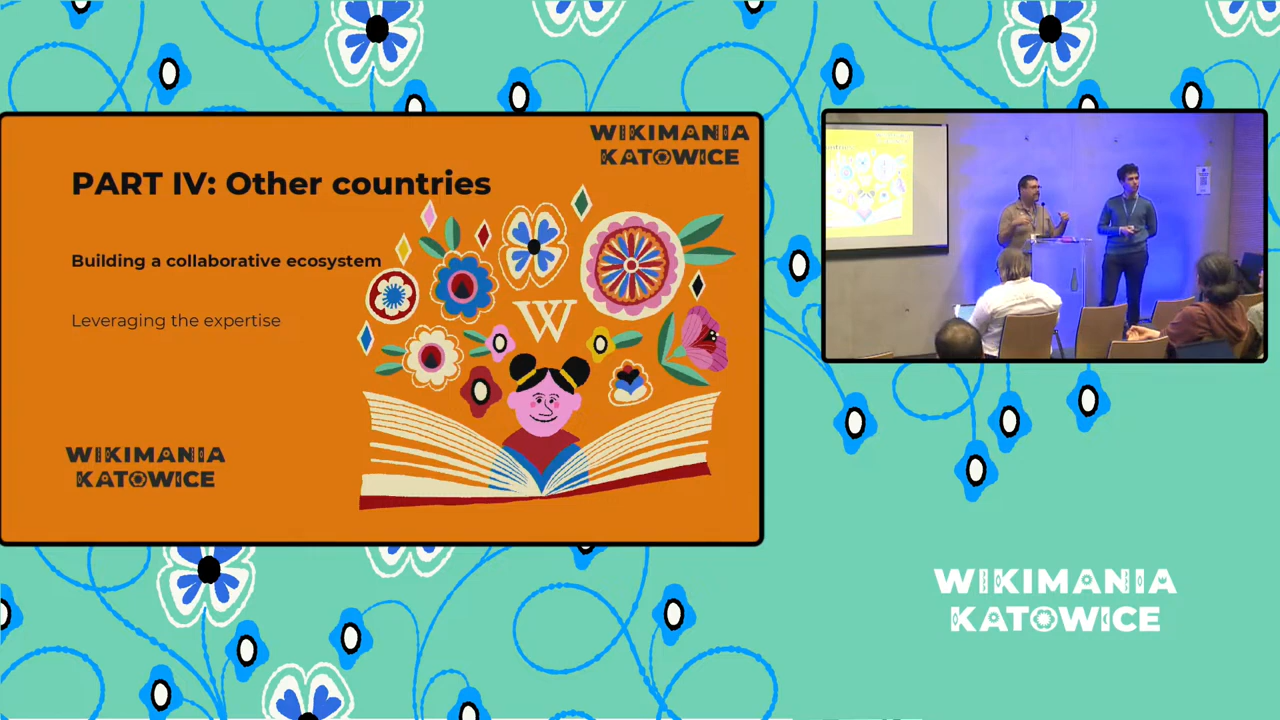 WIKIMANIA
KATOWICE
PART IV: Other countries
Building a collaborative ecosystem
Leveraging the expertise
W
WIKIMANIA
KATOWICE
WIKIMANIA
KATOWICE